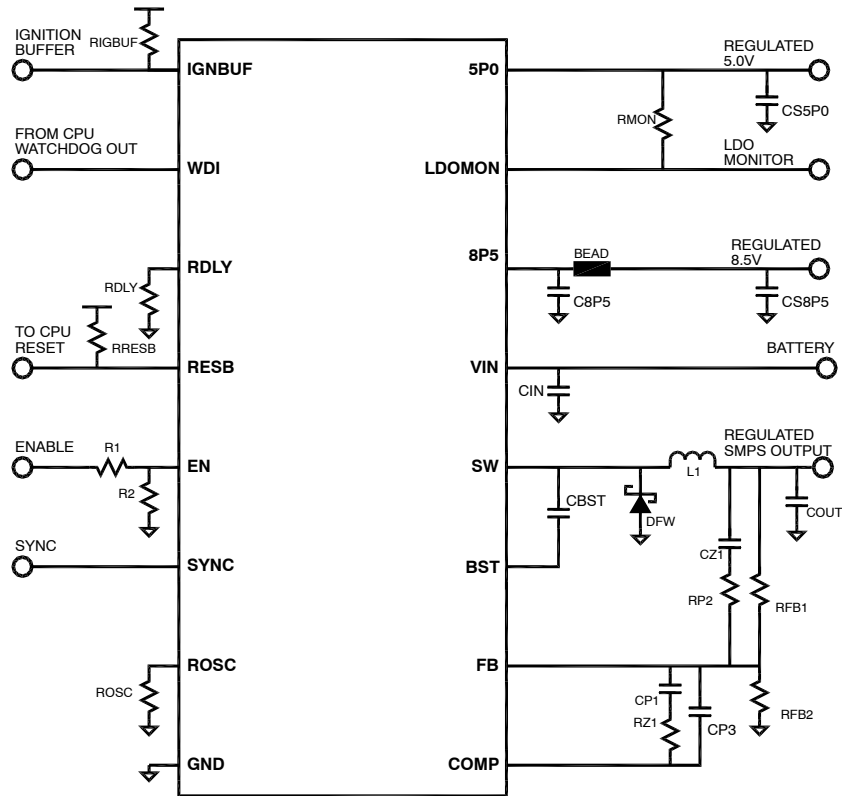 IGNITION
BUFFER
RIGBUF
IGNBUF
5P0
REGULATED
5.0V
CS5P0
RMON
FROM CPU
WATCHDOG OUT
WDI
LDOMON
LDO
MONITOR
RDLY
RDLY
8P5
BEAD
REGULATED
8.5V
C8P5
CS8P5
TO CPU
RESET
RRESB
RESB
VIN
BATTERY
CIN
ENABLE
R1
R2
EN
SW
REGULATED
SMPS OUTPUT
L1
CBST
DFW
COUT
SYNC
SYNC
BST
CZ1
RP2
RFB1
ROSC
ROSC
FB
CP1
RZ1
CP3
RFB2
GND
COMP